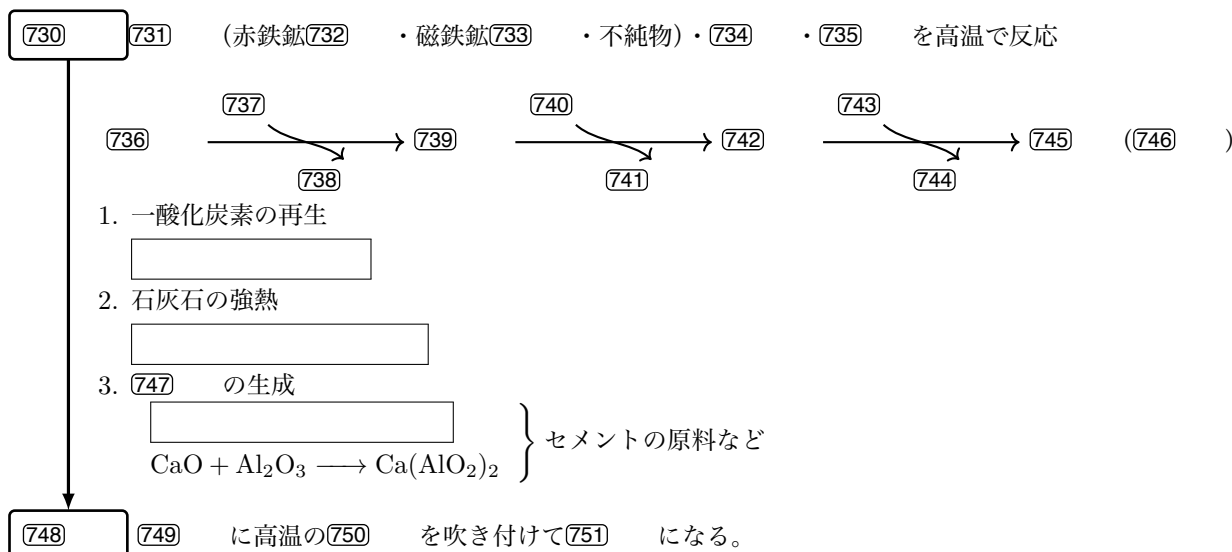 730 731 (赤鉄鉱732 ・磁鉄鉱733 ・不純物)・734 ・735 を高温で反応
737 740 743
736 739 742 745 (746 )
738 741 744
1. 一酸化炭素の再生
2. 石灰石の強熱
3. 747 の生成
セメントの原料など
CaO + Al₂O₃ ⟶ Ca(AlO₂)₂
748 749 に高温の750 を吹き付けて751 になる。